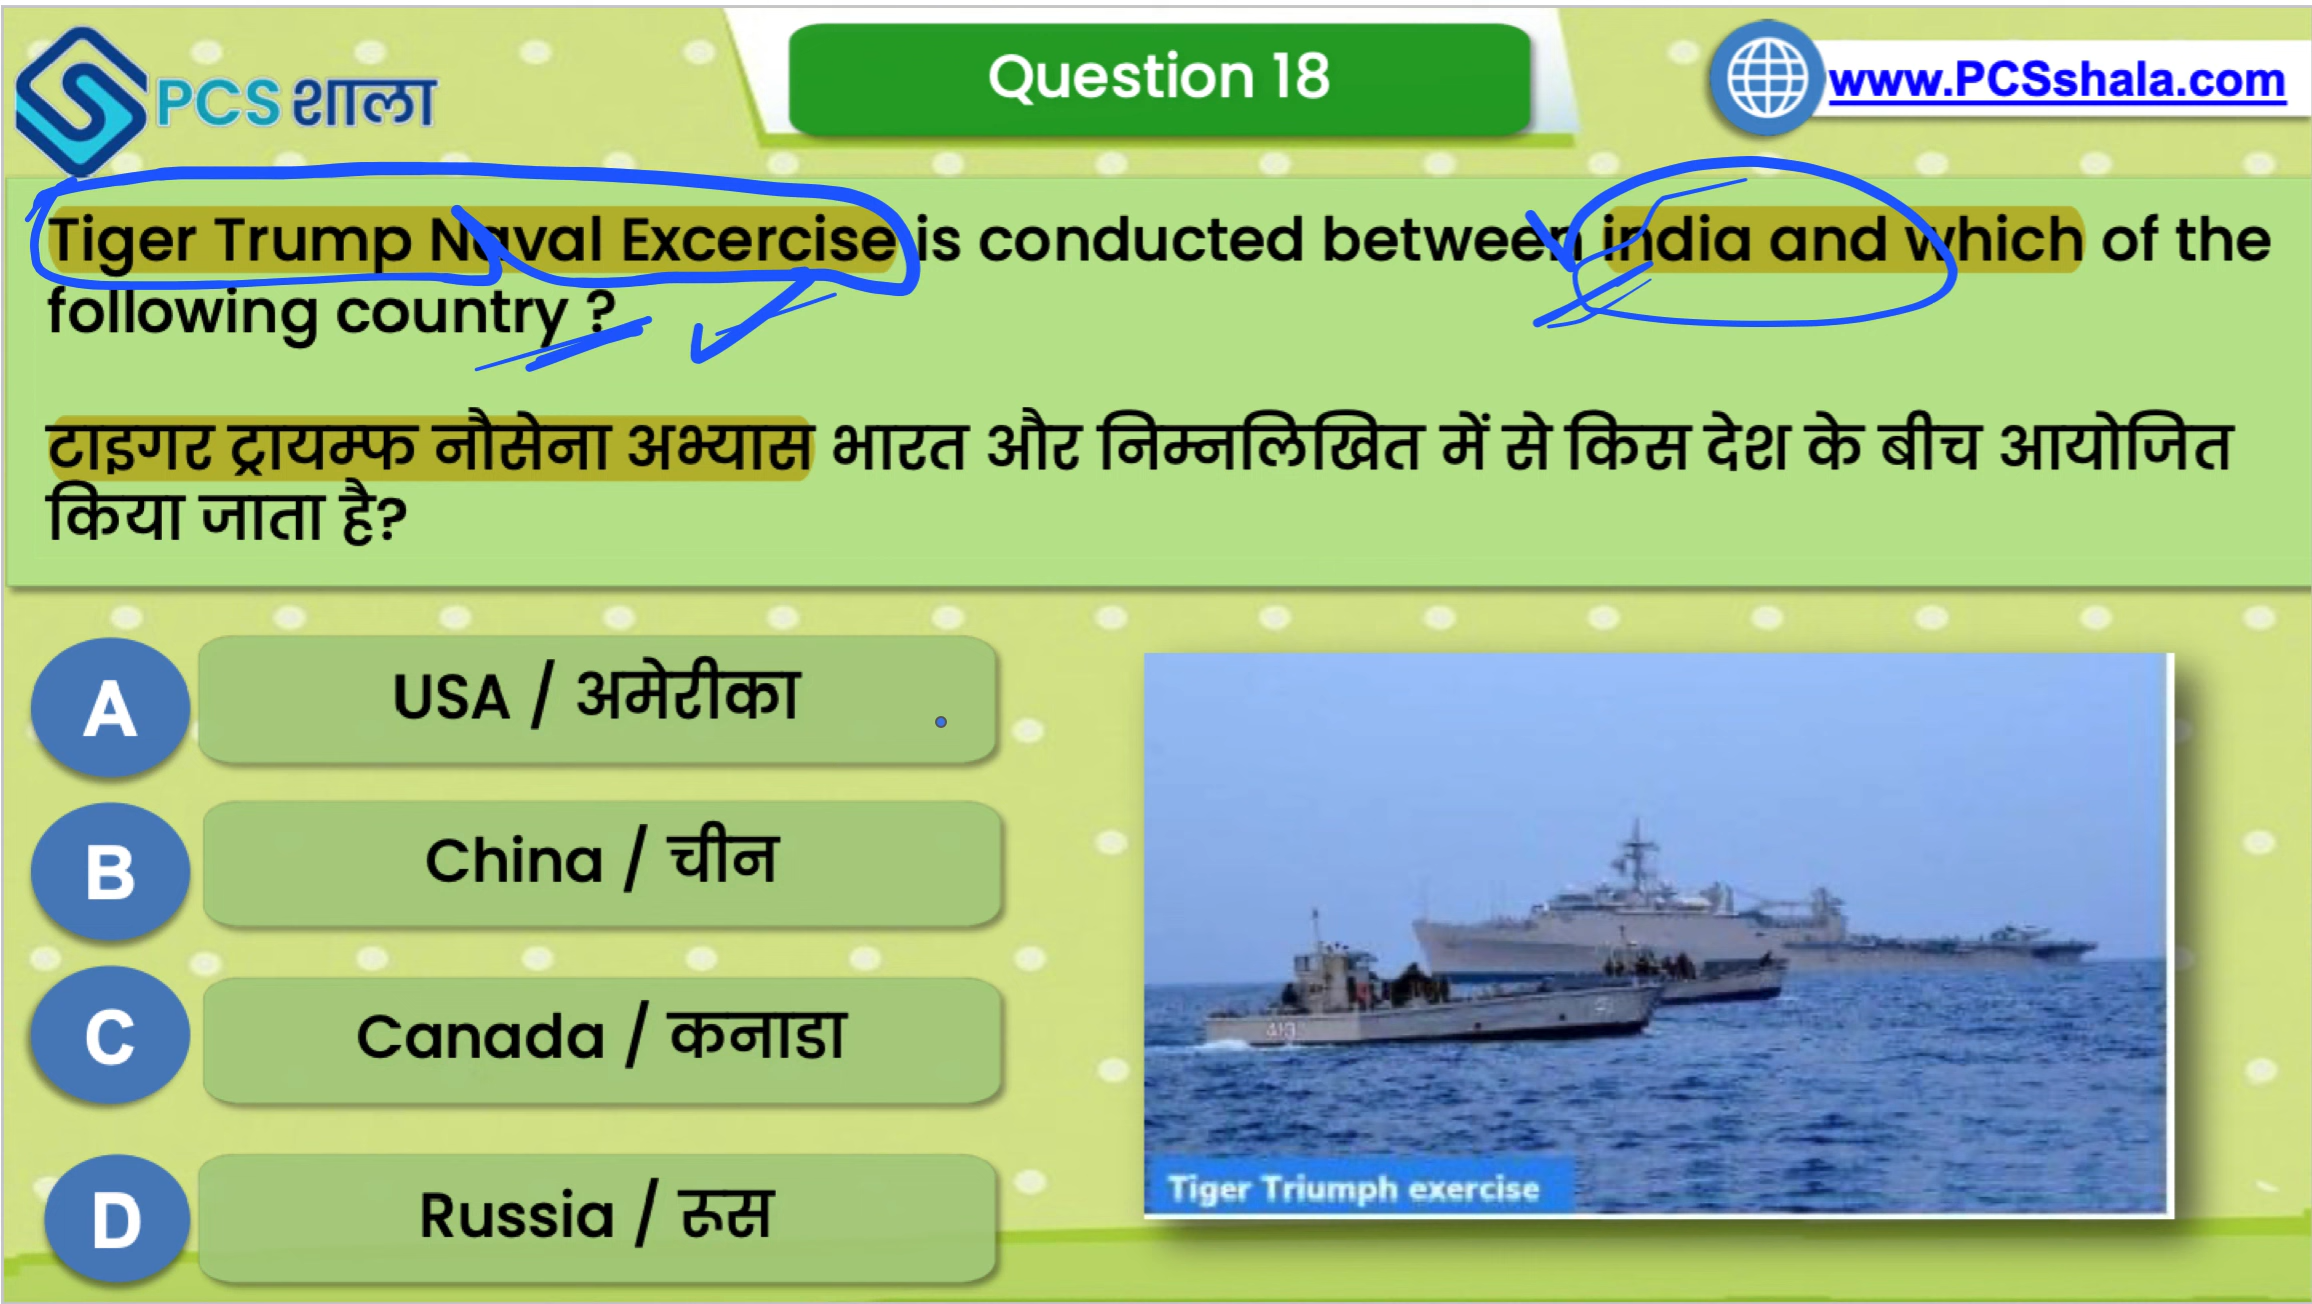 PCS शाला
Question 18
www.PCSshala.com
Tiger Trump Naval Excercise is conducted between india and which of the
following country ?
टाइगर ट्रायम्फ नौसेना अभ्यास भारत और निम्नलिखित में से किस देश के बीच आयोजित
किया जाता है?
A
USA / अमेरीका
B
China / चीन
C
Canada / कनाडा
D
Russia / रूस
413
Tiger Triumph exercise